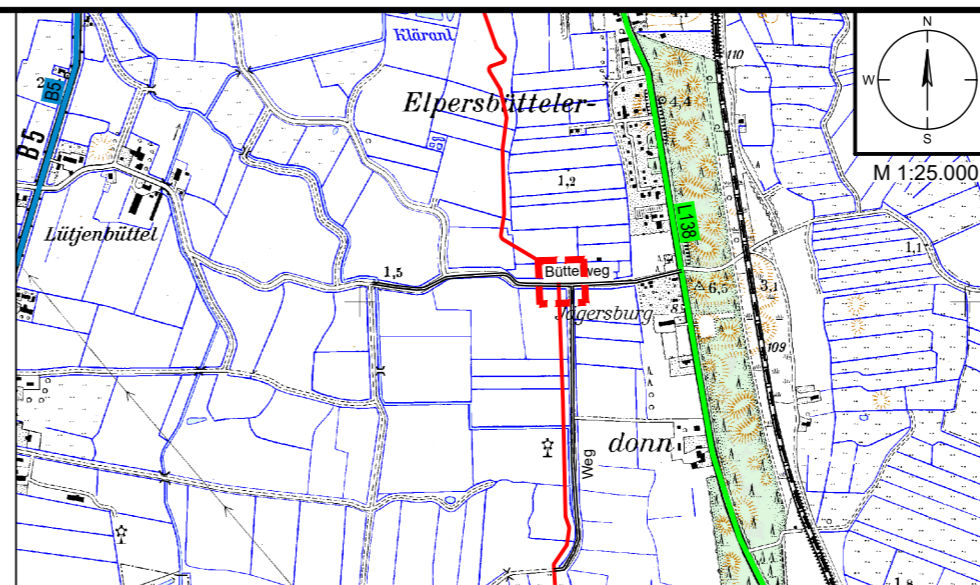 Kläranl.
N
W
S
M 1:25.000
110
2
B5
B5
Elpersbütteler-
4,4
1,2
L138
Lütjenbüttel
1,5
Büttelweg
1,1
6,5
3,1
Jägersburg
8
109
donn
Weg
1,8